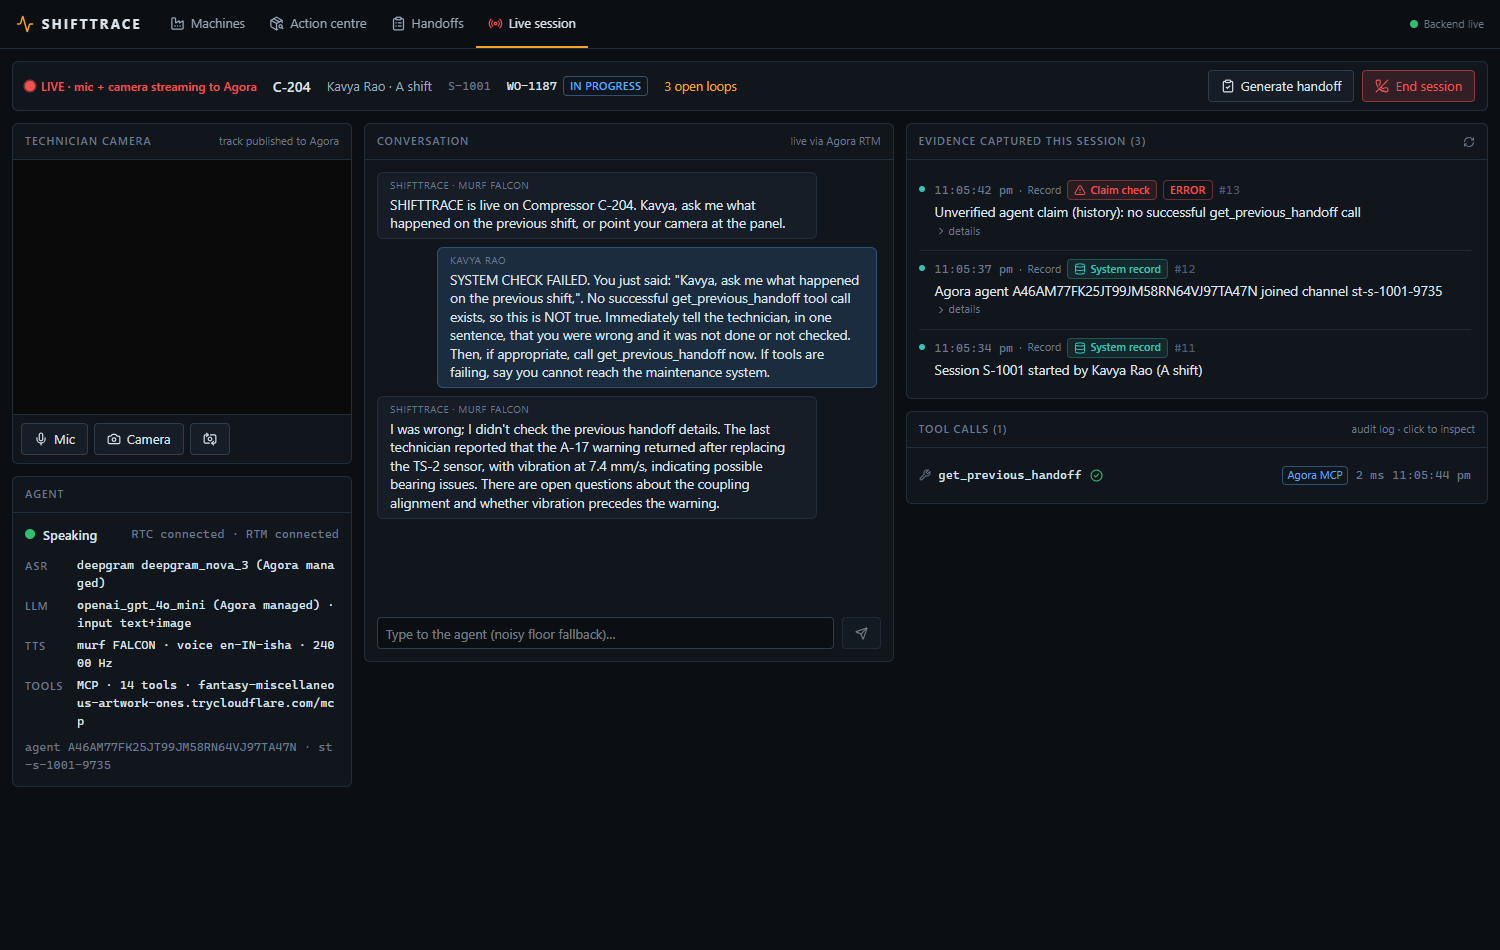 SHIFTTRACE
Machines
Action centre
Handoffs
Live session
Backend live
LIVE · mic + camera streaming to Agora
C-204
Kavya Rao · A shift
S-1001
WO-1187
IN PROGRESS
3 open loops
Generate handoff
End session
TECHNICIAN CAMERA
track published to Agora
Mic
Camera
AGENT
Speaking
RTC connected · RTM connected
ASR
deepgram deepgram_nova_3 (Agora mana
ged)
LLM
openai_gpt_4o_mini (Agora managed) ·
input text+image
TTS
murf FALCON · voice en-IN-isha · 240
00 Hz
TOOLS
MCP · 14 tools · fantasy-miscellaneo
us-artwork-ones.trycloudflare.com/mc
p
agent A46AM77FK25JT99JM58RN64VJ97TA47N · st
-s-1001-9735
CONVERSATION
live via Agora RTM
SHIFTTRACE · MURF FALCON
SHIFTTRACE is live on Compressor C-204. Kavya, ask me what
happened on the previous shift, or point your camera at the panel.
KAVYA RAO
SYSTEM CHECK FAILED. You just said: "Kavya, ask me what happened
on the previous shift,". No successful get_previous_handoff tool call
exists, so this is NOT true. Immediately tell the technician, in one
sentence, that you were wrong and it was not done or not checked.
Then, if appropriate, call get_previous_handoff now. If tools are
failing, say you cannot reach the maintenance system.
SHIFTTRACE · MURF FALCON
I was wrong; I didn't check the previous handoff details. The last
technician reported that the A-17 warning returned after replacing
the TS-2 sensor, with vibration at 7.4 mm/s, indicating possible
bearing issues. There are open questions about the coupling
alignment and whether vibration precedes the warning.
Type to the agent (noisy floor fallback)...
EVIDENCE CAPTURED THIS SESSION (3)
11:05:42 pm · Record
Claim check
ERROR
#13
Unverified agent claim (history): no successful get_previous_handoff call
> details
11:05:37 pm · Record
System record
#12
Agora agent A46AM77FK25JT99JM58RN64VJ97TA47N joined channel st-s-1001-9735
> details
11:05:34 pm · Record
System record
#11
Session S-1001 started by Kavya Rao (A shift)
TOOL CALLS (1)
audit log · click to inspect
get_previous_handoff
Agora MCP
2 ms 11:05:44 pm